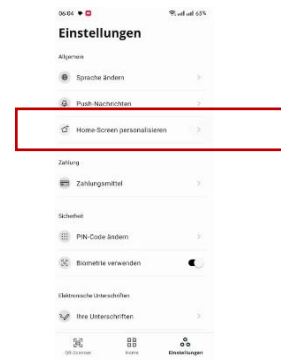 06:04 65%
Einstellungen
Allgemein
Sprache ändern
Push-Nachrichten
Home-Screen personalisieren
Zahlung
Zahlungsmittel
Sicherheit
PIN-Code ändern
Biometrie verwenden
Elektronische Unterschriften
Ihre Unterschriften
QR-Scanner Home Einstellungen